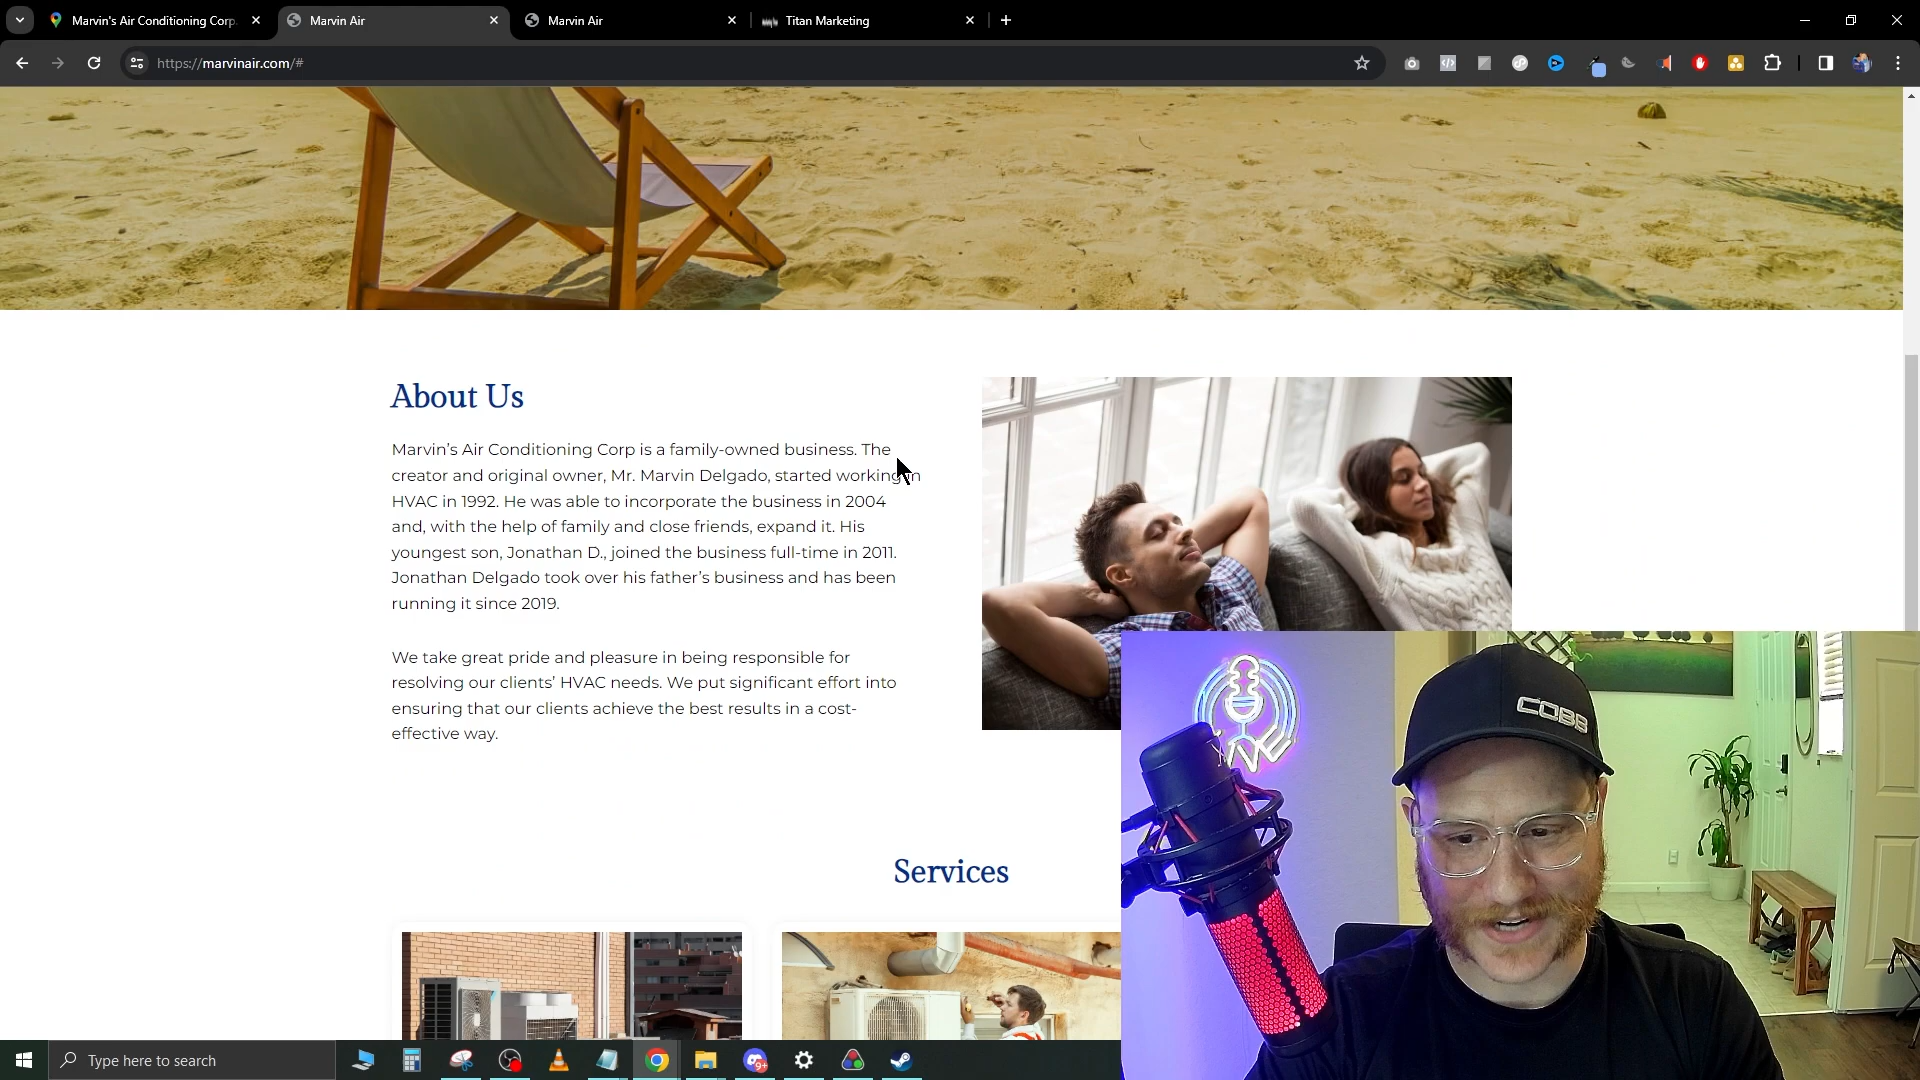 Marvin's Air Conditioning Corp
Marvin Air
Marvin Air
Titan Marketing
https://marvinair.com/#
About Us
Marvin's Air Conditioning Corp is a family-owned business. The
creator and original owner, Mr. Marvin Delgado, started working in
HVAC in 1992. He was able to incorporate the business in 2004
and, with the help of family and close friends, expand it. His
youngest son, Jonathan D., joined the business full-time in 2011.
Jonathan Delgado took over his father's business and has been
running it since 2019.
We take great pride and pleasure in being responsible for
resolving our clients' HVAC needs. We put significant effort into
ensuring that our clients achieve the best results in a cost-
effective way.
Services
COBB
Type here to search
9+